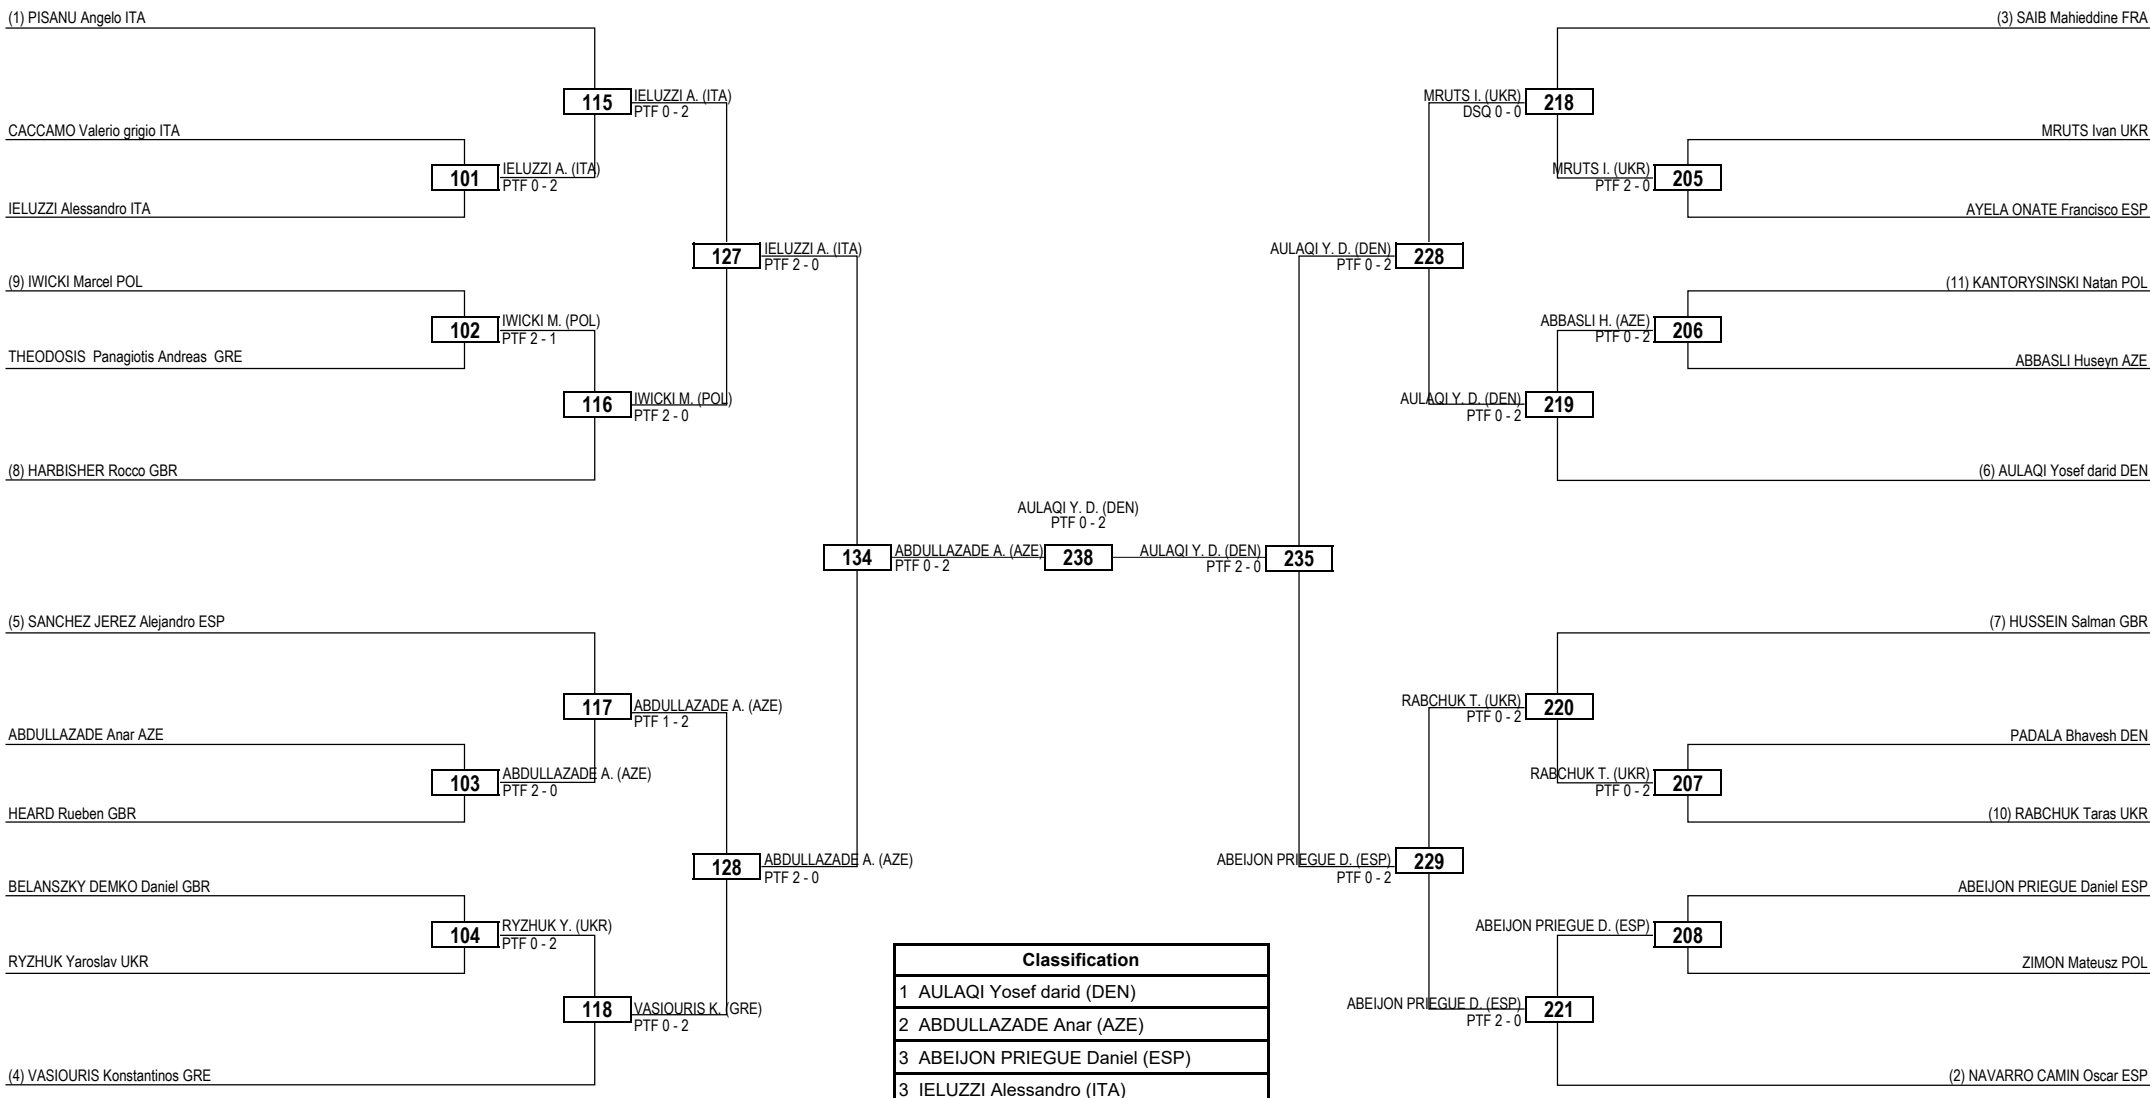 (1) PISANU Angelo ITA
CACCAMO Valerio grigio ITA
IELUZZI Alessandro ITA
(9) IWICKI Marcel POL
THEODOSIS  Panagiotis Andreas  GRE
(8) HARBISHER Rocco GBR
(5) SANCHEZ JEREZ Alejandro ESP
ABDULLAZADE Anar AZE
HEARD Rueben GBR
BELANSZKY DEMKO Daniel GBR
RYZHUK Yaroslav UKR
(4) VASIOURIS Konstantinos GRE
101
IELUZZI A. (ITA)
PTF 0 - 2
102
IWICKI M. (POL)
PTF 2 - 1
103
ABDULLAZADE A. (AZE)
PTF 2 - 0
104
RYZHUK Y. (UKR)
PTF 0 - 2
115
IELUZZI A. (ITA)
PTF 0 - 2
116
IWICKI M. (POL)
PTF 2 - 0
117
ABDULLAZADE A. (AZE)
PTF 1 - 2
118
VASIOURIS K. (GRE)
PTF 0 - 2
127
IELUZZI A. (ITA)
PTF 2 - 0
128
ABDULLAZADE A. (AZE)
PTF 2 - 0
134
ABDULLAZADE A. (AZE)
PTF 0 - 2
AULAQI Y. D. (DEN)
PTF 0 - 2
238
AULAQI Y. D. (DEN)
PTF 2 - 0
235
AULAQI Y. D. (DEN)
PTF 0 - 2
228
ABEIJON PRIEGUE D. (ESP)
PTF 0 - 2
229
MRUTS I. (UKR)
DSQ 0 - 0
218
AULAQI Y. D. (DEN)
PTF 0 - 2
219
RABCHUK T. (UKR)
PTF 0 - 2
220
ABEIJON PRIEGUE D. (ESP)
PTF 2 - 0
221
MRUTS I. (UKR)
PTF 2 - 0
205
ABBASLI H. (AZE)
PTF 0 - 2
206
RABCHUK T. (UKR)
PTF 0 - 2
207
ABEIJON PRIEGUE D. (ESP)
208
(3) SAIB Mahieddine FRA
MRUTS Ivan UKR
AYELA ONATE Francisco ESP
(11) KANTORYSINSKI Natan POL
ABBASLI Huseyn AZE
(6) AULAQI Yosef darid DEN
(7) HUSSEIN Salman GBR
PADALA Bhavesh DEN
(10) RABCHUK Taras UKR
ABEIJON PRIEGUE Daniel ESP
ZIMON Mateusz POL
(2) NAVARRO CAMIN Oscar ESP
Classification
1 AULAQI Yosef darid (DEN)
2 ABDULLAZADE Anar (AZE)
3 ABEIJON PRIEGUE Daniel (ESP)
3 IELUZZI Alessandro (ITA)